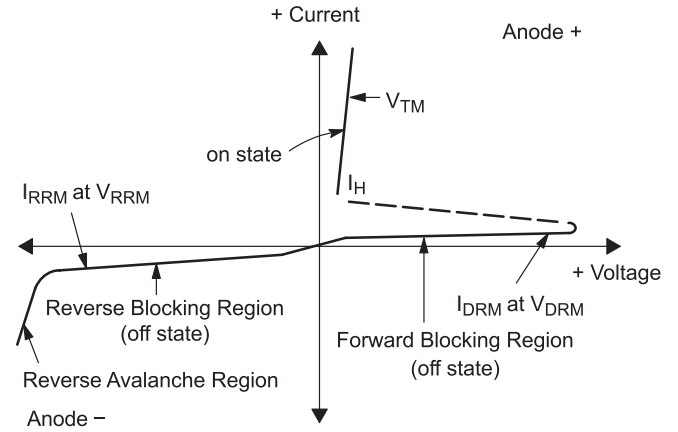 + Current
Anode +
V_TM
on state
I_H
I_RRM at V_RRM
+ Voltage
Reverse Blocking Region
(off state)
I_DRM at V_DRM
Forward Blocking Region
(off state)
Reverse Avalanche Region
Anode −